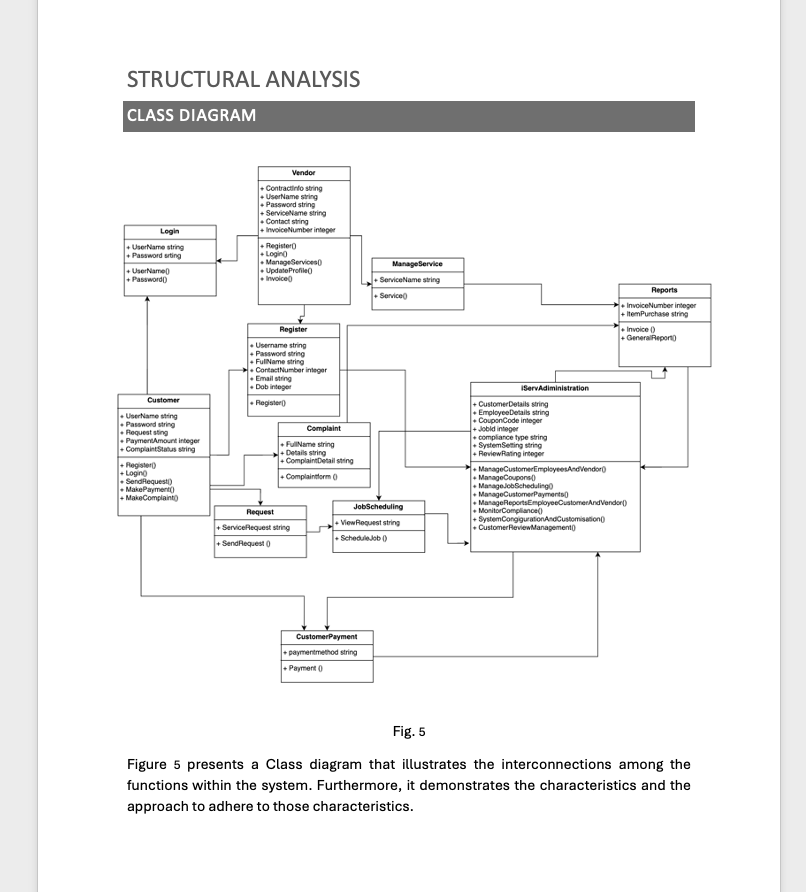 STRUCTURAL ANALYSIS
CLASS DIAGRAM
Vendor
+ ContractInfo string
+ UserName string
+ Password string
+ ServiceName string
+ Contact string
+ InvoiceNumber integer
+ Register()
+ Login()
+ ManageServices()
+ UpdateProfile()
+ Invoice()
Login
+ UserName string
+ Password srting
+ UserName()
+ Password()
ManageService
+ ServiceName string
+ Service()
Reports
+ InvoiceNumber integer
+ ItemPurchase string
+ Invoice ()
+ GeneralReport()
Register
+ Username string
+ Password string
+ FullName string
+ ContactNumber integer
+ Email string
+ Dob integer
+ Register()
Customer
+ UserName string
+ Password string
+ Request sting
+ PaymentAmount integer
+ ComplaintStatus string
+ Register()
+ Login()
+ SendRequest()
+ MakePayment()
+ MakeComplaint()
Complaint
+ FullName string
+ Details string
+ ComplaintDetail string
+ Complaintform ()
iServAdiministration
+ CustomerDetails string
+ EmployeeDetails string
+ CouponCode integer
+ JobId integer
+ compliance type string
+ SystemSetting string
+ ReviewRating integer
+ ManageCustomerEmployeesAndVendor()
+ ManageCoupons()
+ ManageJobScheduling()
+ ManageCustomerPayments()
+ ManageReportsEmployeeCustomerAndVendor()
+ MonitorCompliance()
+ SystemCongigurationAndCustomisation()
+ CustomerReviewManagement()
Request
+ ServiceRequest string
+ SendRequest ()
JobScheduling
+ ViewRequest string
+ ScheduleJob ()
CustomerPayment
+ paymentmethod string
+ Payment ()
Fig. 5
Figure 5 presents a Class diagram that illustrates the interconnections among the
functions within the system. Furthermore, it demonstrates the characteristics and the
approach to adhere to those characteristics.